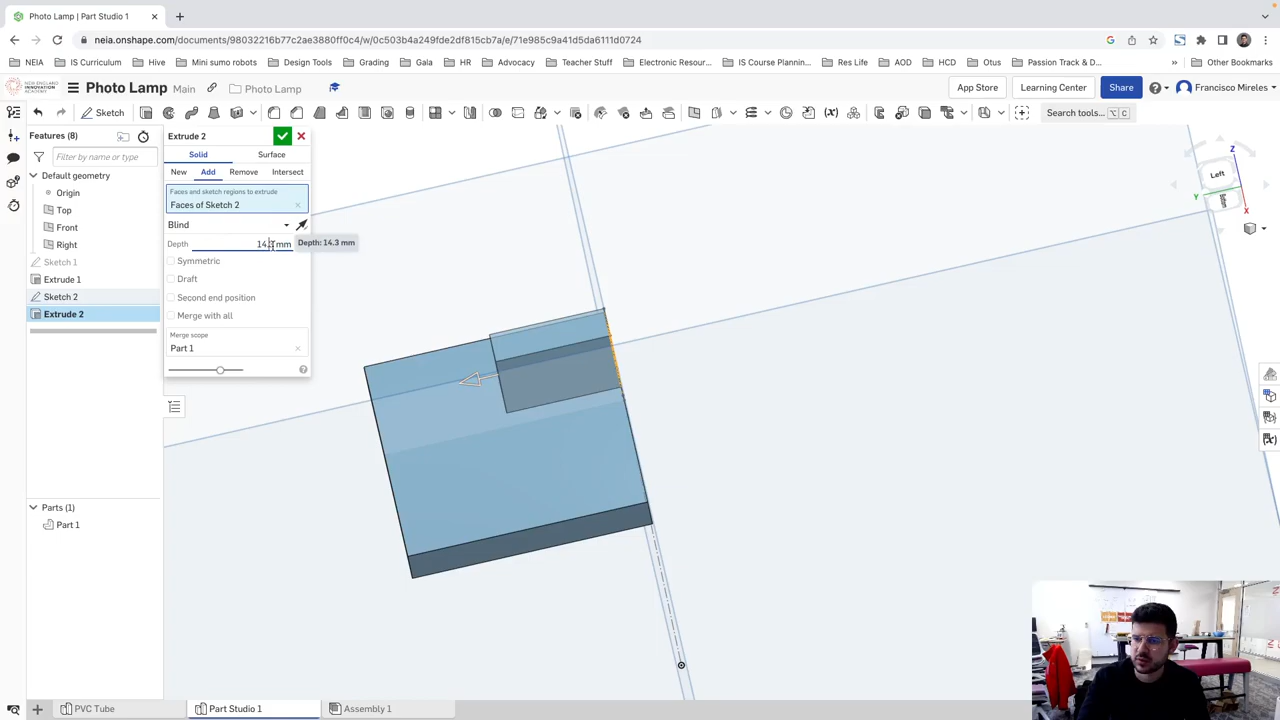 Photo Lamp | Part Studio 1
neia.onshape.com/documents/98032216b77c2ae3880ff0c4/w/0c503b4a249fde2df815cb7a/e/71e985c9a41d5da6111d0724
NEIA
IS Curriculum
Hive
Mini sumo robots
Design Tools
Grading
Gaia
HR
Advocacy
Teacher Stuff
Electronic Resour...
IS Course Plannin...
Res Life
AOD
HCD
Otus
Passion Track & D...
Other Bookmarks
Photo Lamp
Main
Photo Lamp
App Store
Learning Center
Share
Francisco Mireles
Sketch
Search tools...
Features (8)
Filter by name or type
Default geometry
Origin
Top
Front
Right
Sketch 1
Extrude 1
Sketch 2
Extrude 2
Parts (1)
Part 1
Extrude 2
Solid
Surface
New
Add
Remove
Intersect
Faces and sketch regions to extrude
Faces of Sketch 2
Blind
Depth
mm
Depth: 14.3 mm
Symmetric
Draft
Second end position
Merge with all
Merge scope
Part 1
Z
Left
Y
X
PVC Tube
Part Studio 1
Assembly 1